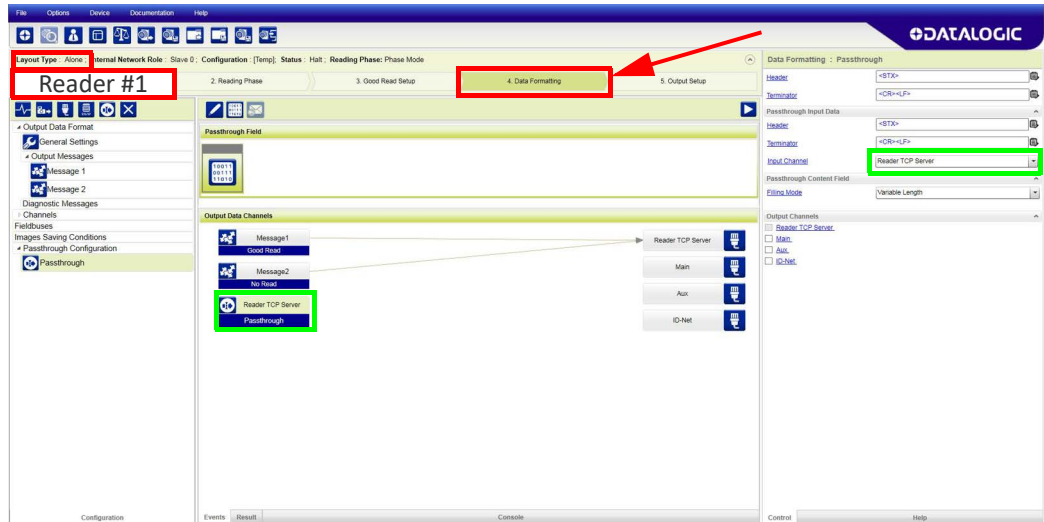 File Options Device Documentation Help
DATALOGIC
Layout Type : Alone ; Internal Network Role : Slave 0 ; Configuration : [Temp]; Status : Halt ; Reading Phase: Phase Mode
Reader #1
2. Reading Phase
3. Good Read Setup
4. Data Formatting
5. Output Setup
Output Data Format
General Settings
Output Messages
Message 1
Message 2
Diagnostic Messages
Channels
Fieldbuses
Images Saving Conditions
Passthrough Configuration
Passthrough
Configuration
Passthrough Field
10011
00111
11010
Output Data Channels
Message1
Good Read
Message2
No Read
Reader TCP Server
Passthrough
Reader TCP Server
Main
Aux
ID-Net
Events Result Console
Data Formatting : Passthrough
Header <STX>
Terminator <CR><LF>
Passthrough Input Data
Header <STX>
Terminator <CR><LF>
Input Channel Reader TCP Server
Passthrough Content Field
Filling Mode Variable Length
Output Channels
Reader TCP Server
Main
Aux
ID-Net
Control Help